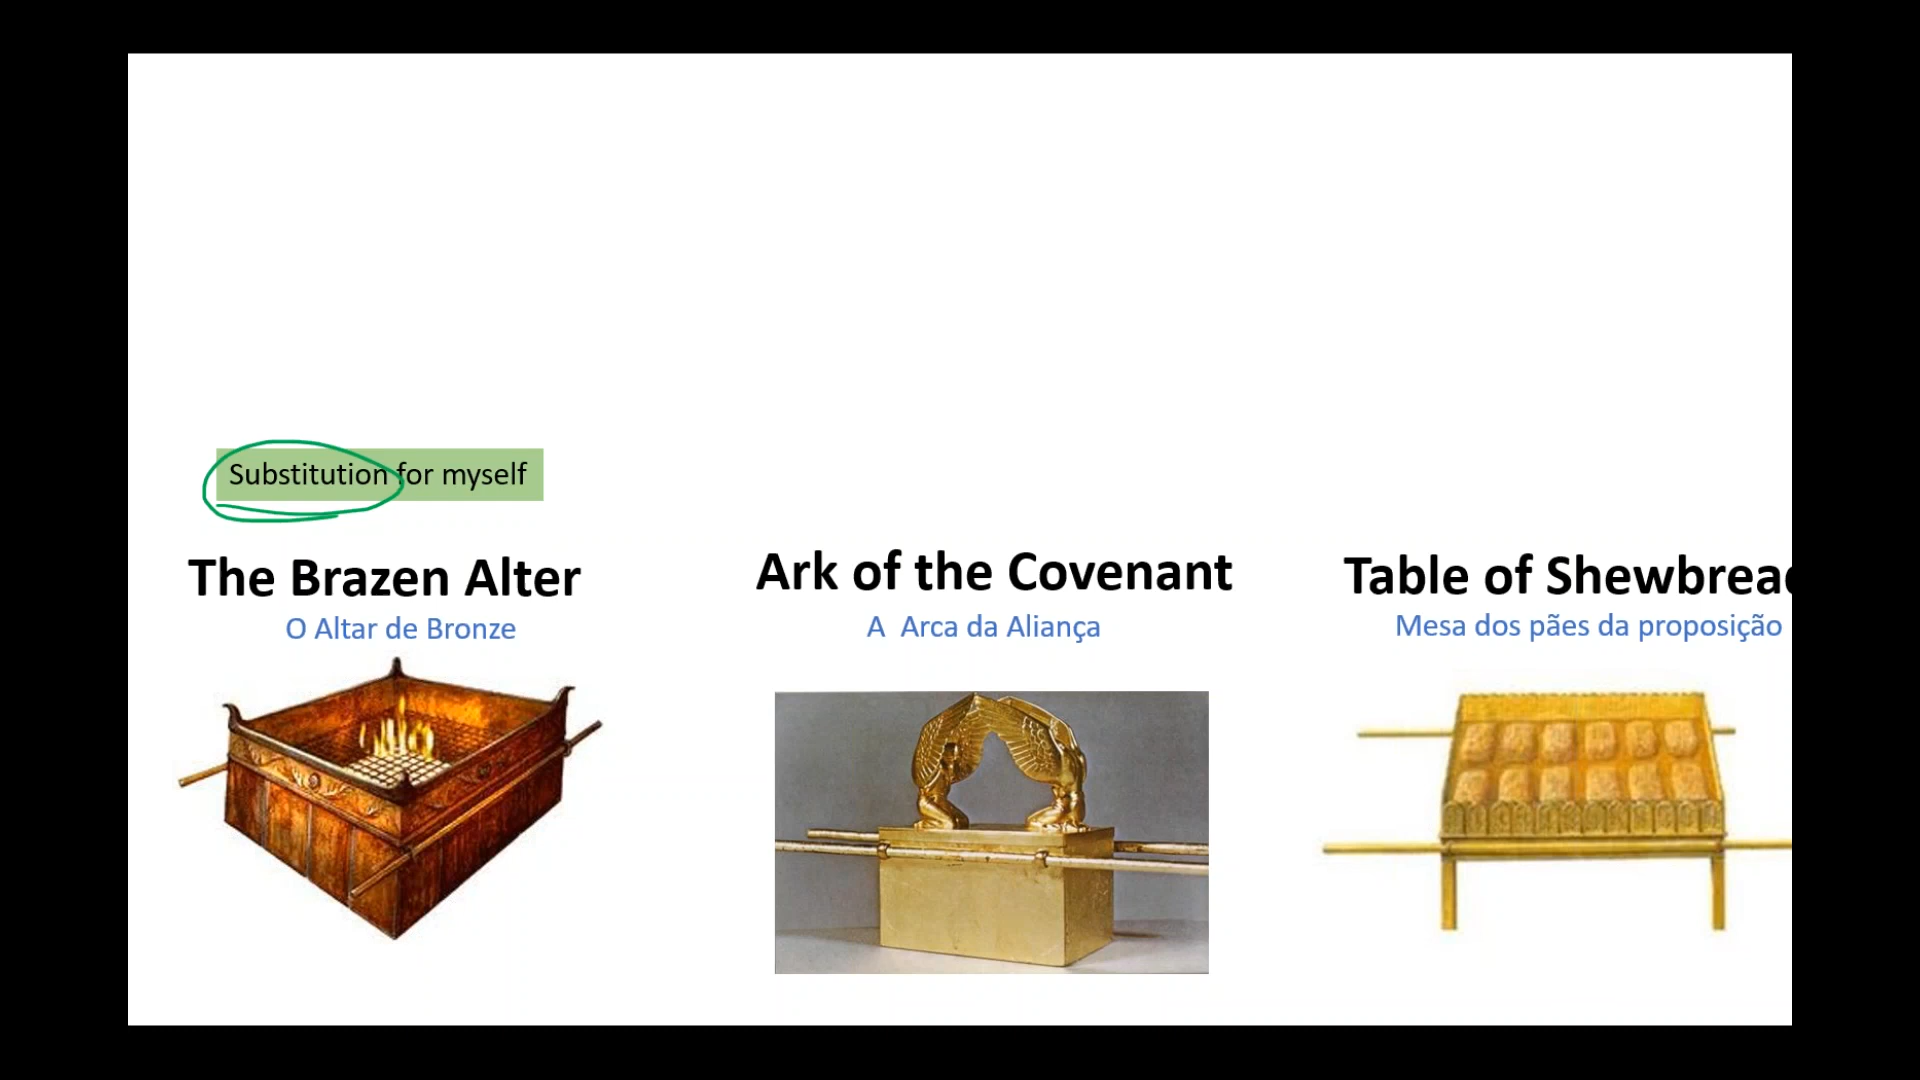 Substitution for myself
The Brazen Alter
O Altar de Bronze
Ark of the Covenant
A Arca da Aliança
Table of Shewbread
Mesa dos pães da proposição